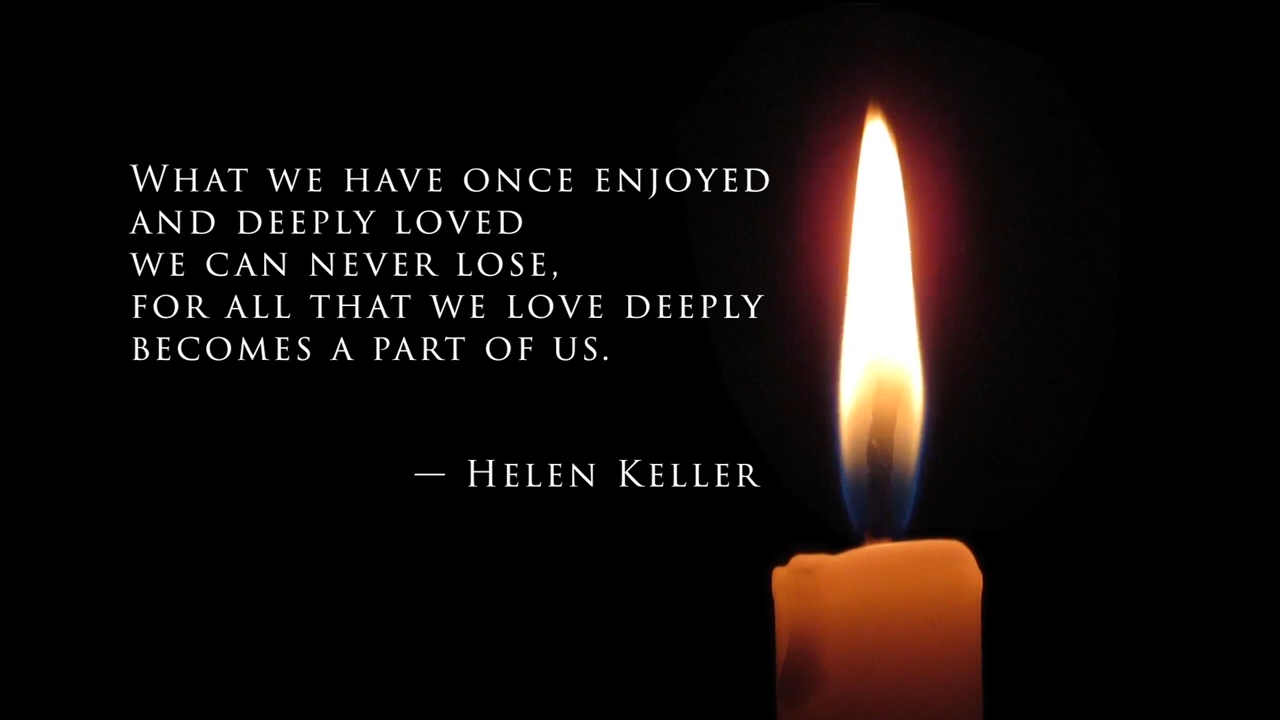 What we have once enjoyed
and deeply loved
we can never lose,
for all that we love deeply
becomes a part of us.
— Helen Keller